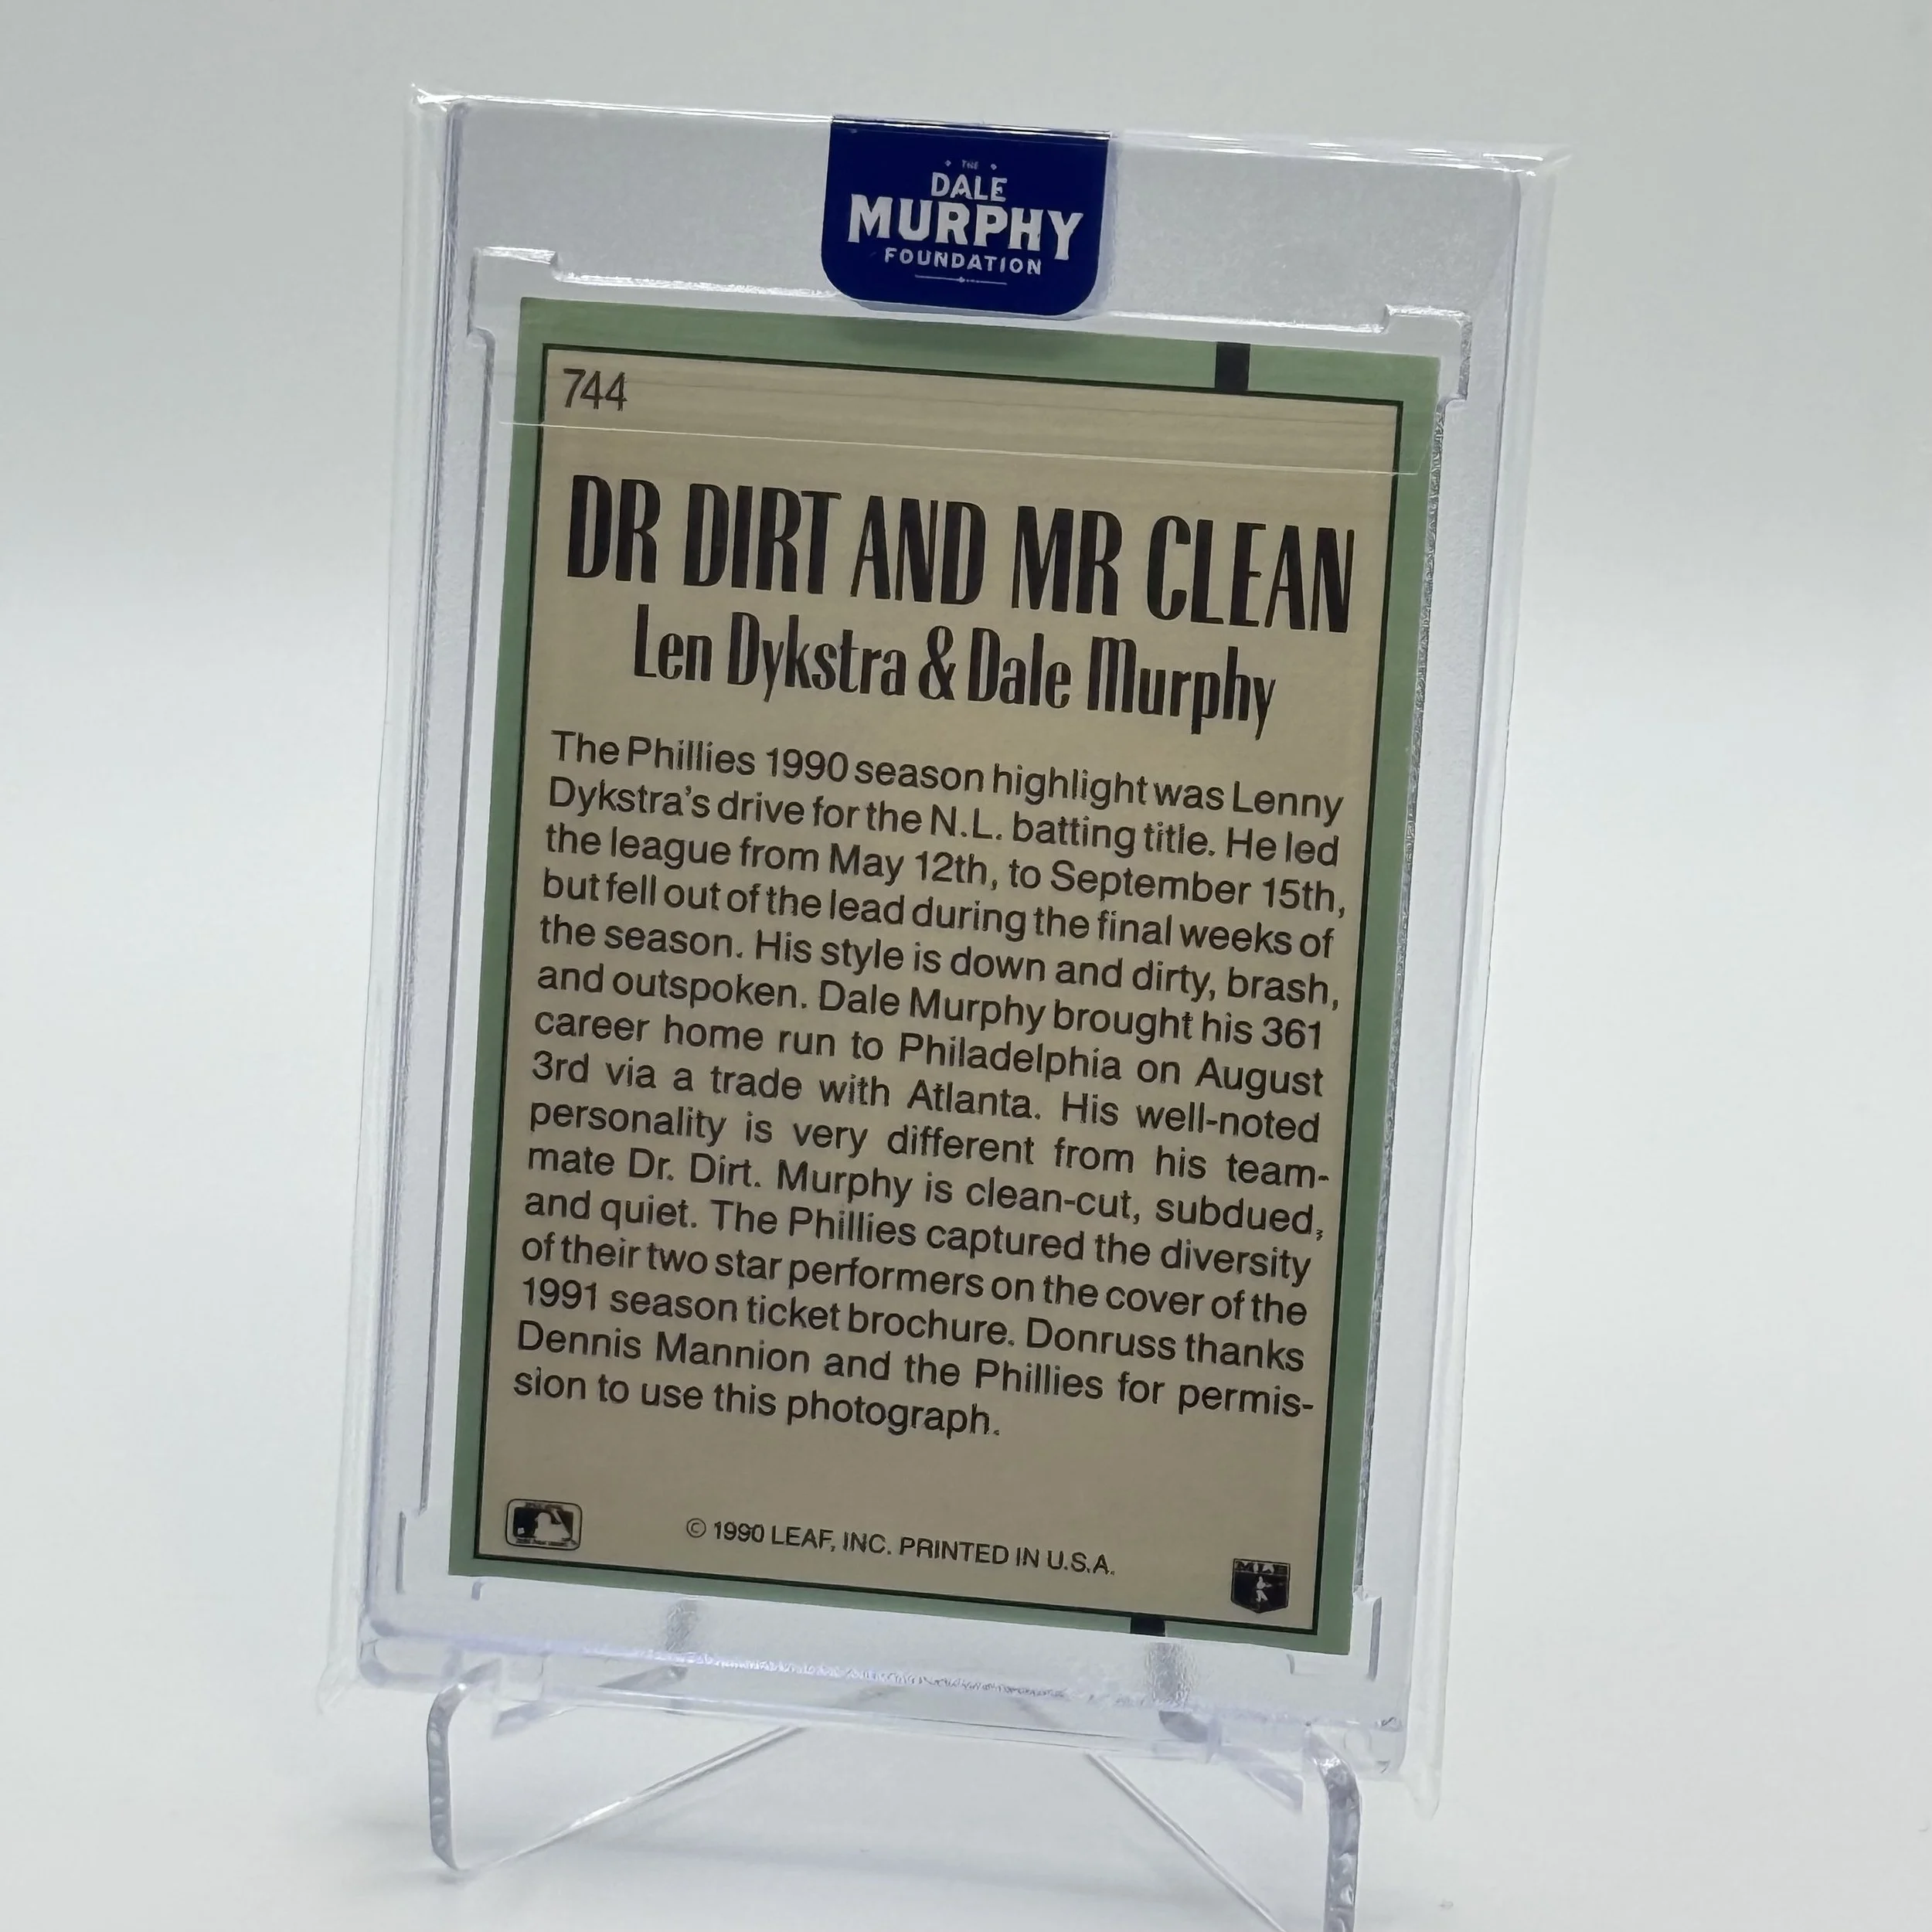 THE
DALE
MURPHY
FOUNDATION
744
DR DIRT AND MR CLEAN
Len Dykstra & Dale Murphy
The Phillies 1990 season highlight was Lenny
Dykstra's drive for the N.L. batting title. He led
the league from May 12th, to September 15th,
but fell out of the lead during the final weeks of
the season. His style is down and dirty, brash,
and outspoken. Dale Murphy brought his 361
career home run to Philadelphia on August
3rd via a trade with Atlanta. His well-noted
personality is very different from his team-
mate Dr. Dirt. Murphy is clean-cut, subdued,
and quiet. The Phillies captured the diversity
of their two star performers on the cover of the
1991 season ticket brochure. Donruss thanks
Dennis Mannion and the Phillies for permis-
sion to use this photograph.
© 1990 LEAF, INC. PRINTED IN U.S.A.